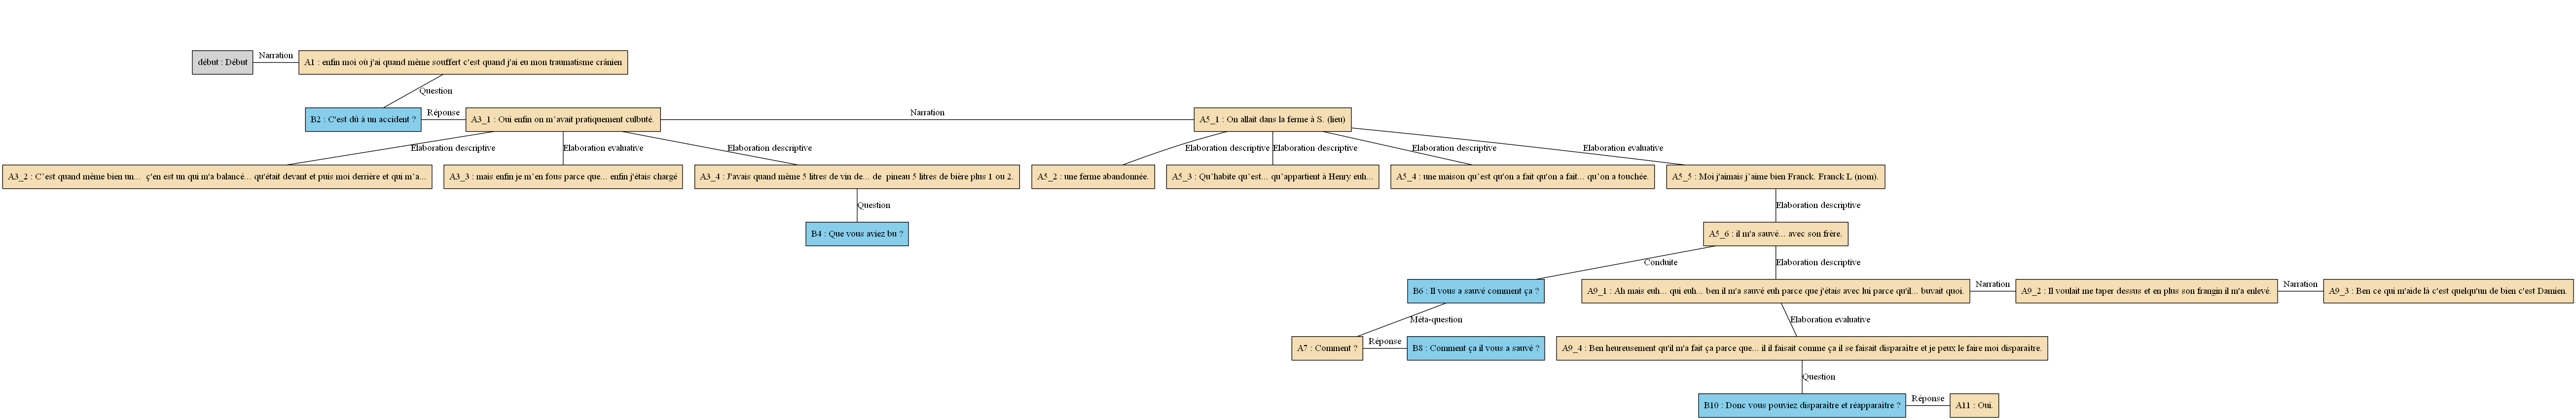 Narration
début : Début
A1 : enfin moi où j'ai quand même souffert c'est quand j'ai eu mon traumatisme crânien
Question
B2 : C'est dû à un accident ?
Réponse
A3_1 : Oui enfin on m’avait pratiquement culbuté.
Narration
A5_1 : On allait dans la ferme à S. (lieu)
Elaboration descriptive
Elaboration evaluative
Elaboration descriptive
Elaboration descriptive
Elaboration descriptive
Elaboration descriptive
Elaboration evaluative
A3_2 : C’est quand même bien un... ç'en est un qui m'a balancé... qu'était devant et puis moi derrière et qui m’a...
A3_3 : mais enfin je m’en fous parce que... enfin j'étais chargé
A3_4 : J'avais quand même 5 litres de vin de... de pineau 5 litres de bière plus 1 ou 2.
A5_2 : une ferme abandonnée.
A5_3 : Qu’habite qu’est... qu’appartient à Henry euh...
A5_4 : une maison qu’est qu'on a fait qu'on a fait... qu’on a touchée.
A5_5 : Moi j'aimais j’aime bien Franck. Franck L (nom).
Question
Elaboration descriptive
B4 : Que vous aviez bu ?
A5_6 : il m'a sauvé... avec son frère.
Conduite
Elaboration descriptive
B6 : Il vous a sauvé comment ça ?
A9_1 : Ah mais euh... qui euh... ben il m'a sauvé euh parce que j'étais avec lui parce qu'il... buvait quoi.
Narration
A9_2 : Il voulait me taper dessus et en plus son frangin il m'a enlevé.
Narration
A9_3 : Ben ce qui m'aide là c'est quelqu'un de bien c'est Damien.
Méta-question
Elaboration evaluative
A7 : Comment ?
Réponse
B8 : Comment ça il vous a sauvé ?
A9_4 : Ben heureusement qu'il m'a fait ça parce que... il il faisait comme ça il se faisait disparaître et je peux le faire moi disparaître.
Question
B10 : Donc vous pouviez disparaître et réapparaître ?
Réponse
A11 : Oui.